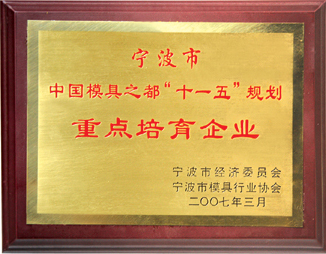 宁波市
中国模具之都“十一五”规划
重点培育企业
宁波市经济委员会
宁波市模具行业协会
二〇〇七年三月